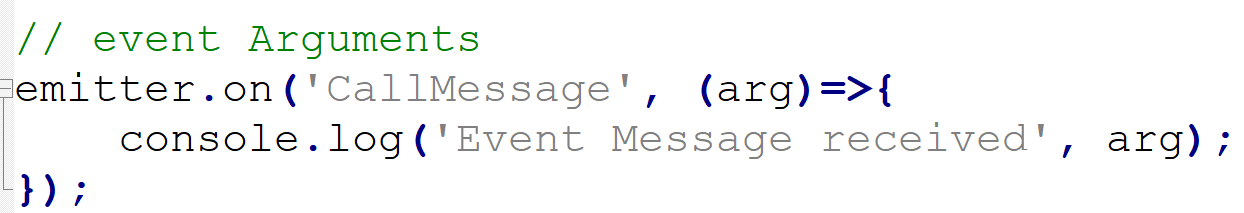 // event Arguments
emitter.on('CallMessage', (arg)=>{
    console.log('Event Message received', arg);
});